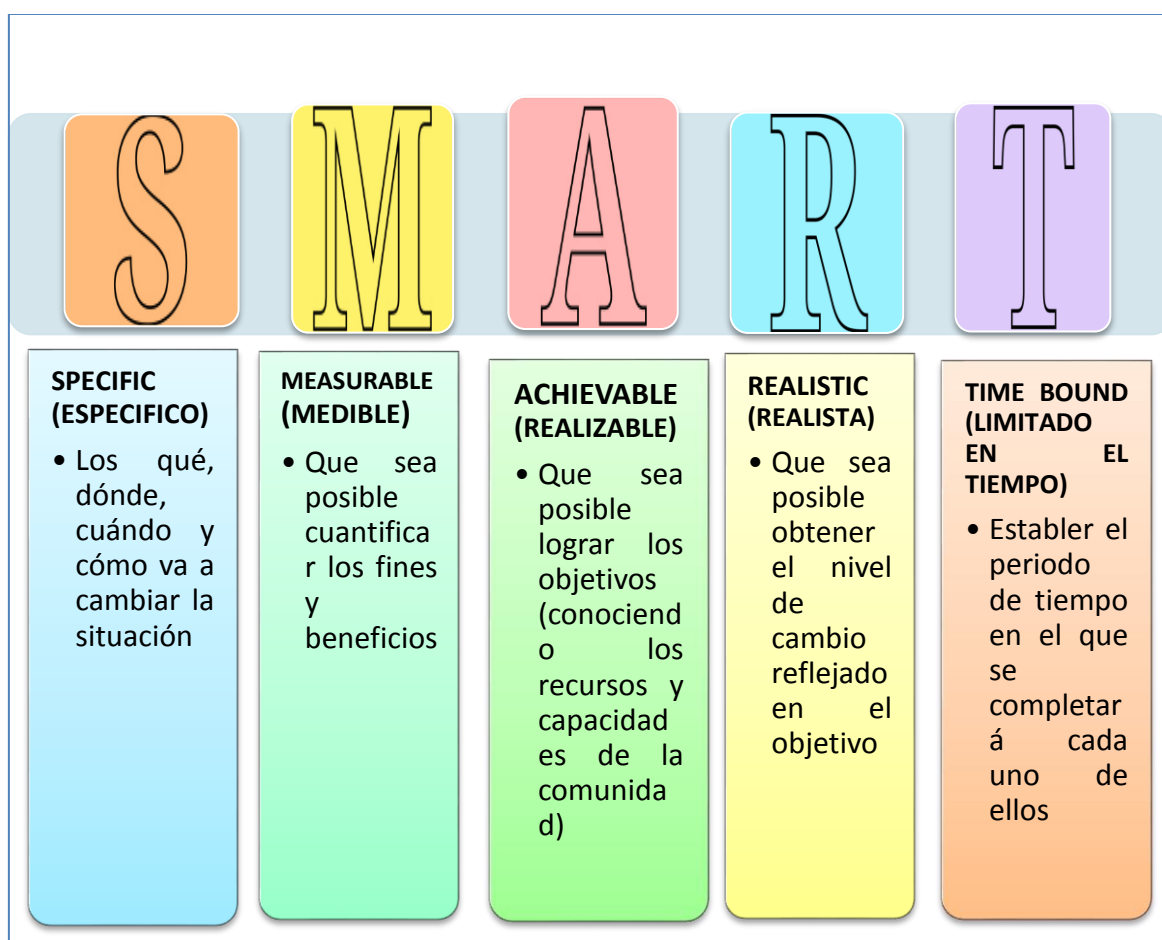 S
M
A
R
T
SPECIFIC
(ESPECIFICO)
• Los qué,
dónde,
cuándo y
cómo va a
cambiar la
situación
MEASURABLE
(MEDIBLE)
• Que sea
posible
cuantifica
r los fines
y
beneficios
ACHIEVABLE
(REALIZABLE)
• Que sea
posible
lograr los
objetivos
(conociend
o los
recursos y
capacidad
es de la
comunida
d)
REALISTIC
(REALISTA)
• Que sea
posible
obtener
el nivel
de
cambio
reflejado
en el
objetivo
TIME BOUND
(LIMITADO
EN EL
TIEMPO)
• Establer el
periodo
de tiempo
en el que
se
completar
á cada
uno de
ellos